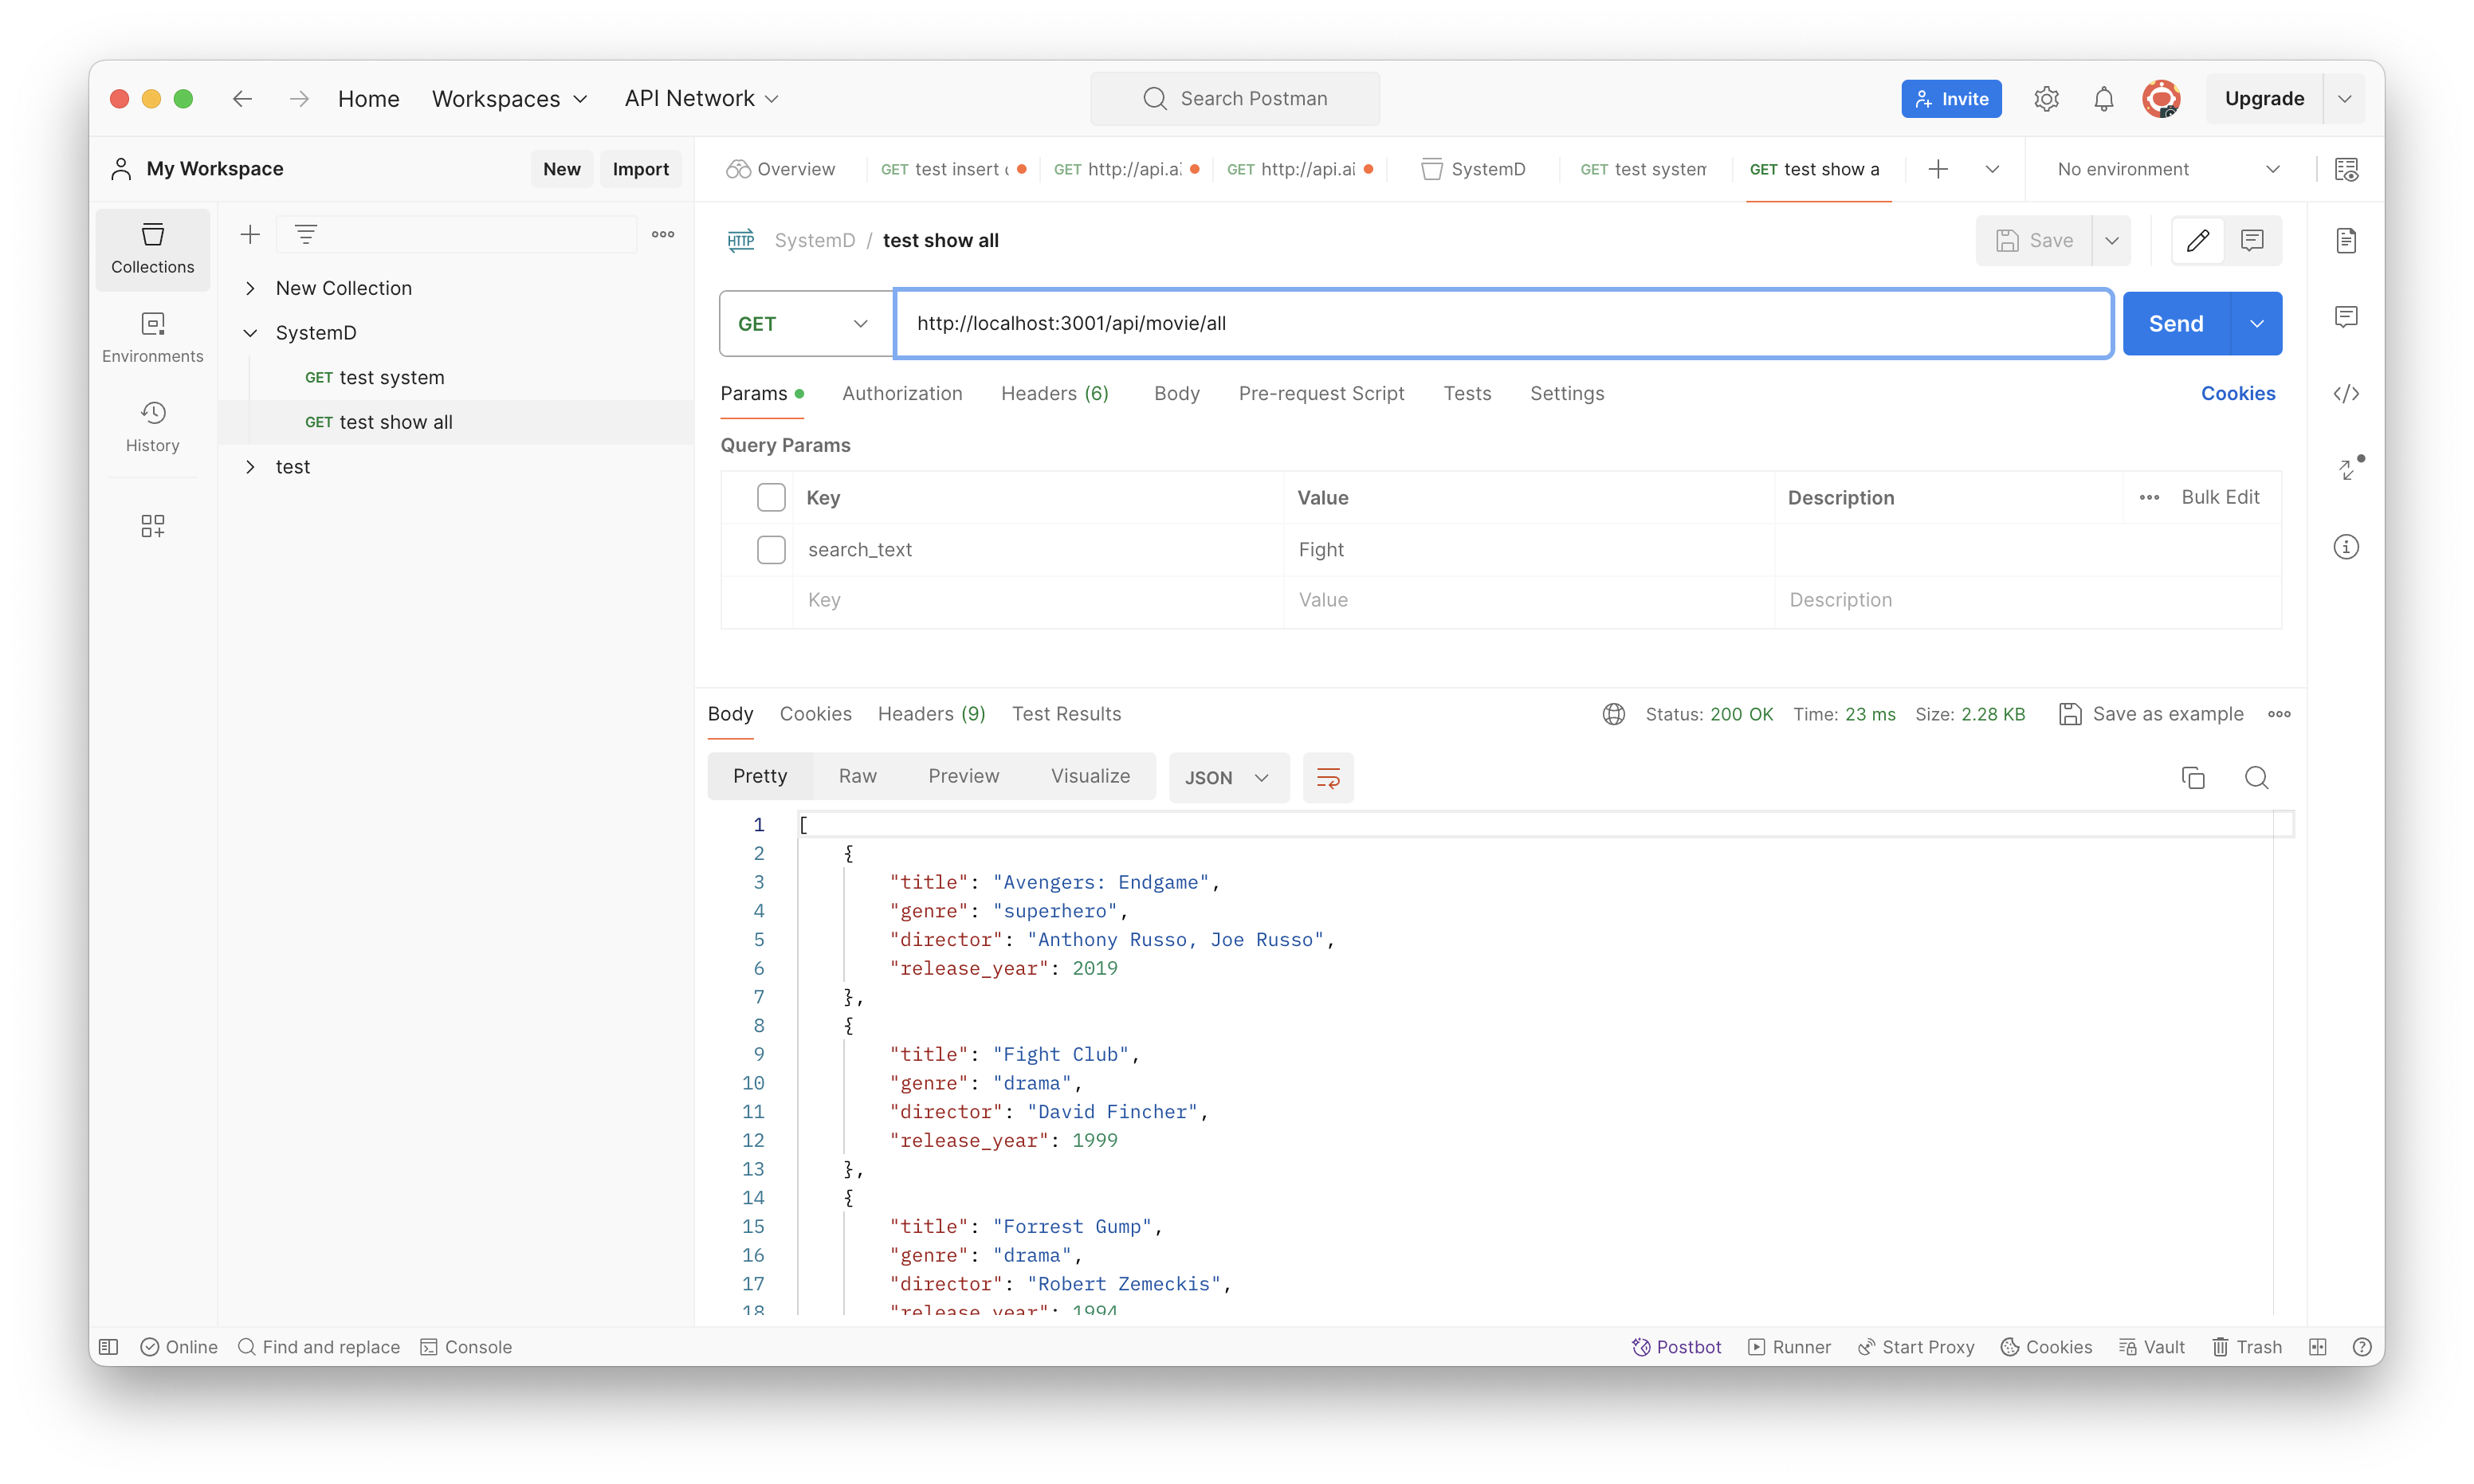 Home Workspaces API Network Search Postman Invite Upgrade
My Workspace New Import Overview GET test insert GET http://api.a GET http://api.ai SystemD GET test system GET test show a No environment
Collections
Environments
History
New Collection
SystemD
GET test system
GET test show all
test
HTTP SystemD / test show all Save
GET http://localhost:3001/api/movie/all Send
Params Authorization Headers (6) Body Pre-request Script Tests Settings Cookies
Query Params
Key Value Description Bulk Edit
search_text Fight
Key Value Description
Body Cookies Headers (9) Test Results Status: 200 OK Time: 23 ms Size: 2.28 KB Save as example
Pretty Raw Preview Visualize JSON
1 [
2 {
3 "title": "Avengers: Endgame",
4 "genre": "superhero",
5 "director": "Anthony Russo, Joe Russo",
6 "release_year": 2019
7 },
8 {
9 "title": "Fight Club",
10 "genre": "drama",
11 "director": "David Fincher",
12 "release_year": 1999
13 },
14 {
15 "title": "Forrest Gump",
16 "genre": "drama",
17 "director": "Robert Zemeckis",
18 "release_year": 1994
Online Find and replace Console Postbot Runner Start Proxy Cookies Vault Trash